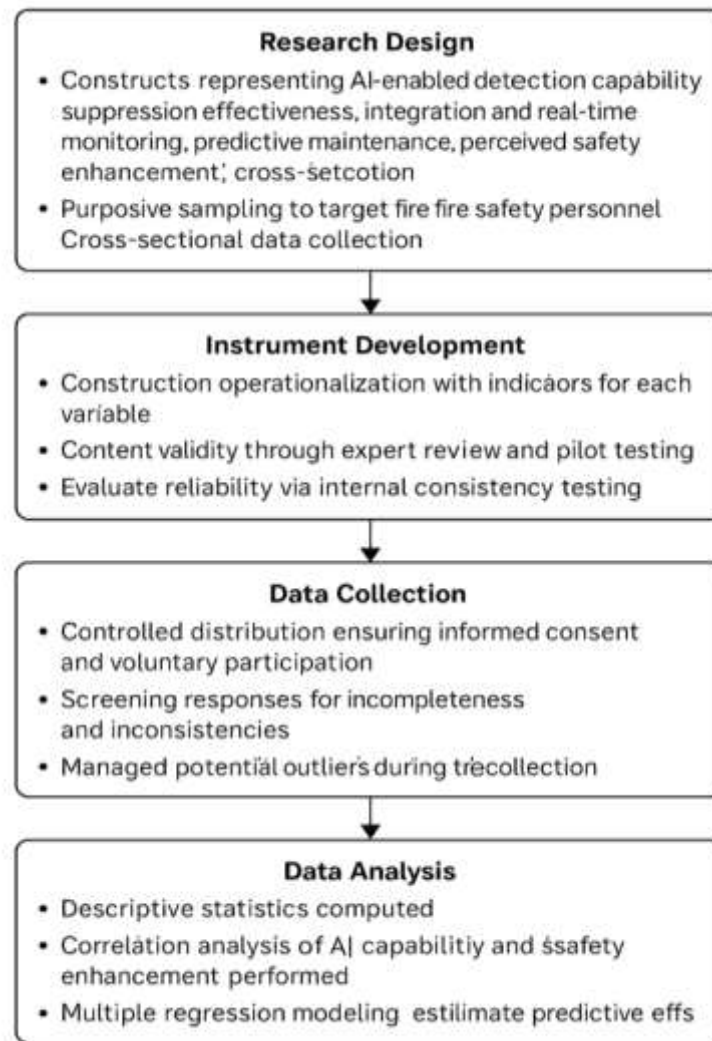 Research Design
• Constructs representing AI-enabled detection capability
suppression effectiveness, integration and real-time
monitoring, predictive maintenance, perceived safety
enhancement; cross-setcotion
• Purposive sampling to target fire fire safety personnel
Cross-sectional data collection
Instrument Development
• Construction operationalization with indicaors for each
variable
• Content validity through expert review and pilot testing
• Evaluate reliability via internal consistency testing
Data Collection
• Controlled distribution ensuring informed consent
and voluntary participation
• Screening responses for incompleteness
and inconsistencies
• Managed potential outliers during trecollection
Data Analysis
• Descriptive statistics computed
• Correlation analysis of A| capabilitiy and ssafety
enhancement performed
• Multiple regression modeling estilimate predictive effs